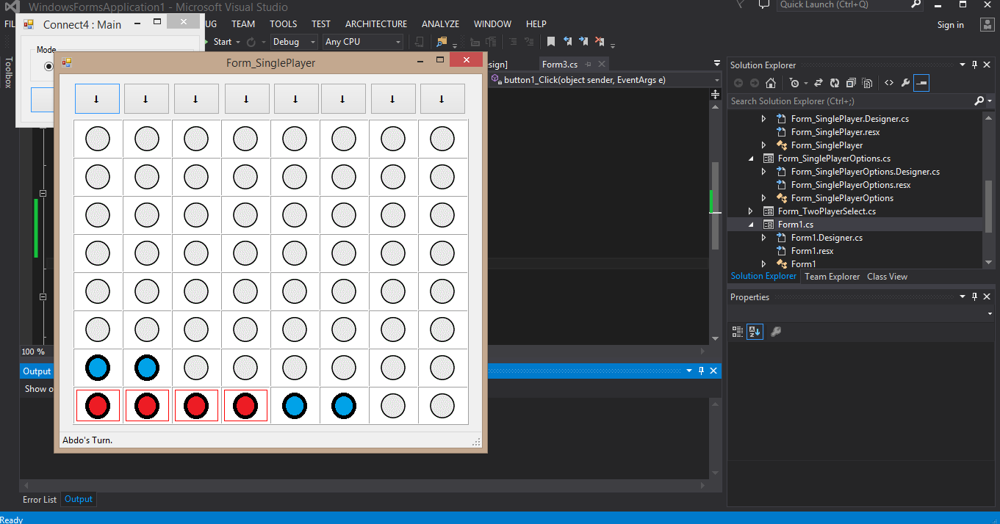 WindowsFormsApplication1 - Microsoft Visual Studio
Quick Launch (Ctrl+Q)
Connect4 : Main
TEAM TOOLS TEST ARCHITECTURE ANALYZE WINDOW HELP
Sign in
Start Debug Any CPU
Mode
Form_SinglePlayer
Toolbox
Form3.cs
Solution Explorer
button1_Click(object sender, EventArgs e)
↓ ↓ ↓ ↓ ↓ ↓ ↓ ↓
Search Solution Explorer (Ctrl+;)
Form_SinglePlayer.Designer.cs
Form_SinglePlayer.resx
Form_SinglePlayer
Form_SinglePlayerOptions.cs
Form_SinglePlayerOptions.Designer.cs
Form_SinglePlayerOptions.resx
Form_SinglePlayerOptions
Form_TwoPlayerSelect.cs
Form1.cs
Form1.Designer.cs
Form1.resx
Form1
Solution Explorer Team Explorer Class View
Properties
100 %
Output
Show o
Abdo's Turn.
Error List Output
Ready